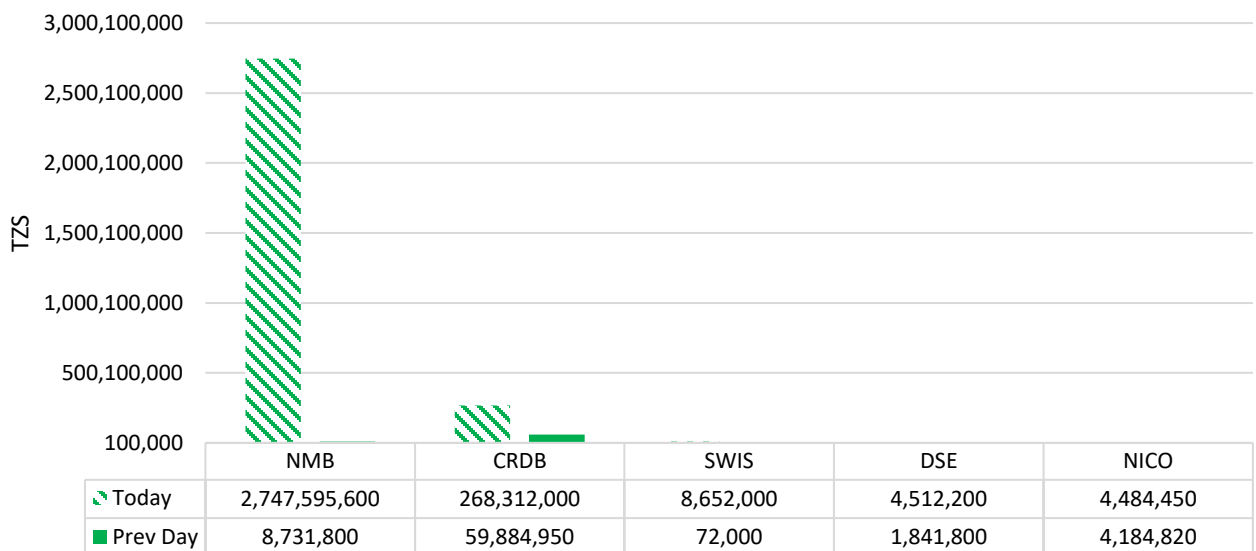 3,000,100,000
2,500,100,000
2,000,100,000
1,500,100,000
1,000,100,000
500,100,000
100,000
TZS
NMB CRDB SWIS DSE NICO
Today 2,747,595,600 268,312,000 8,652,000 4,512,200 4,484,450
Prev Day 8,731,800 59,884,950 72,000 1,841,800 4,184,820